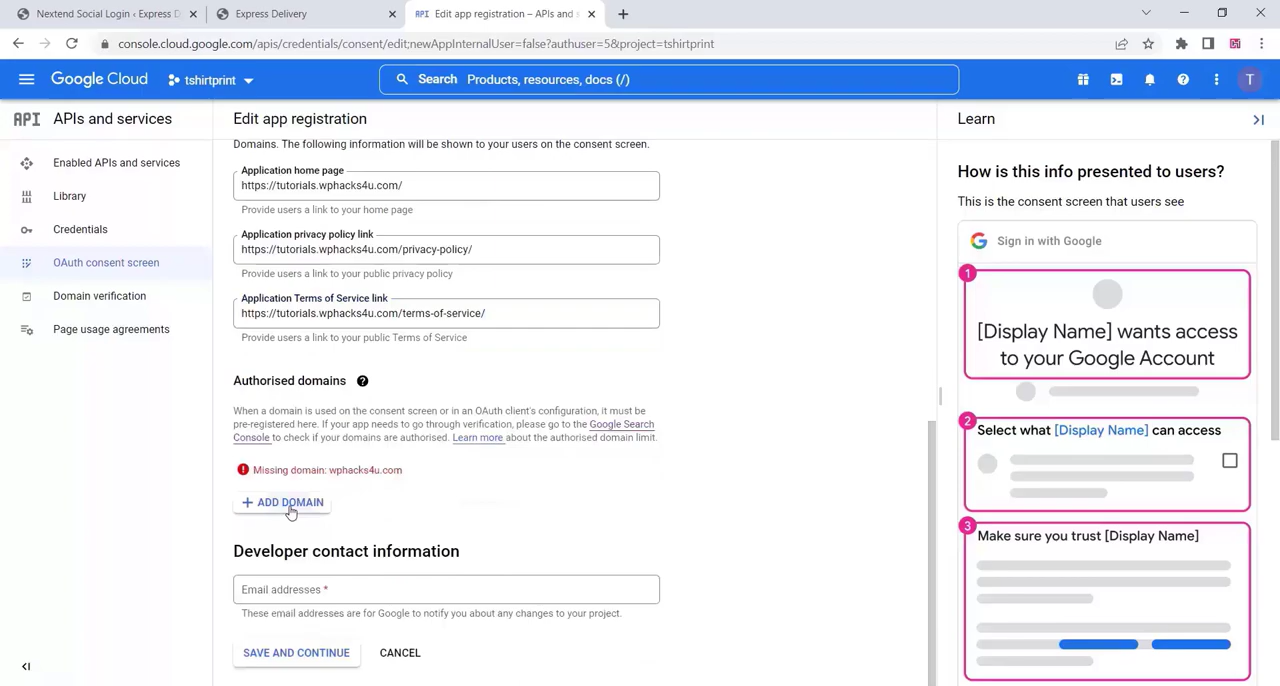 Nextend Social Login ‹ Express D
Express Delivery
API Edit app registration – APIs and s
console.cloud.google.com/apis/credentials/consent/edit;newAppInternalUser=false?authuser=5&project=tshirtprint
Google Cloud
tshirtprint
Search Products, resources, docs (/)
T
API APIs and services
Enabled APIs and services
Library
Credentials
OAuth consent screen
Domain verification
Page usage agreements
Edit app registration
Domains. The following information will be shown to your users on the consent screen.
Application home page
https://tutorials.wphacks4u.com/
Provide users a link to your home page
Application privacy policy link
https://tutorials.wphacks4u.com/privacy-policy/
Provide users a link to your public privacy policy
Application Terms of Service link
https://tutorials.wphacks4u.com/terms-of-service/
Provide users a link to your public Terms of Service
Authorised domains
When a domain is used on the consent screen or in an OAuth client's configuration, it must be
pre-registered here. If your app needs to go through verification, please go to the Google Search
Console to check if your domains are authorised. Learn more about the authorised domain limit.
Missing domain: wphacks4u.com
+ ADD DOMAIN
Developer contact information
Email addresses *
These email addresses are for Google to notify you about any changes to your project.
SAVE AND CONTINUE CANCEL
Learn
How is this info presented to users?
This is the consent screen that users see
Sign in with Google
1
[Display Name] wants access
to your Google Account
2
Select what [Display Name] can access
3
Make sure you trust [Display Name]